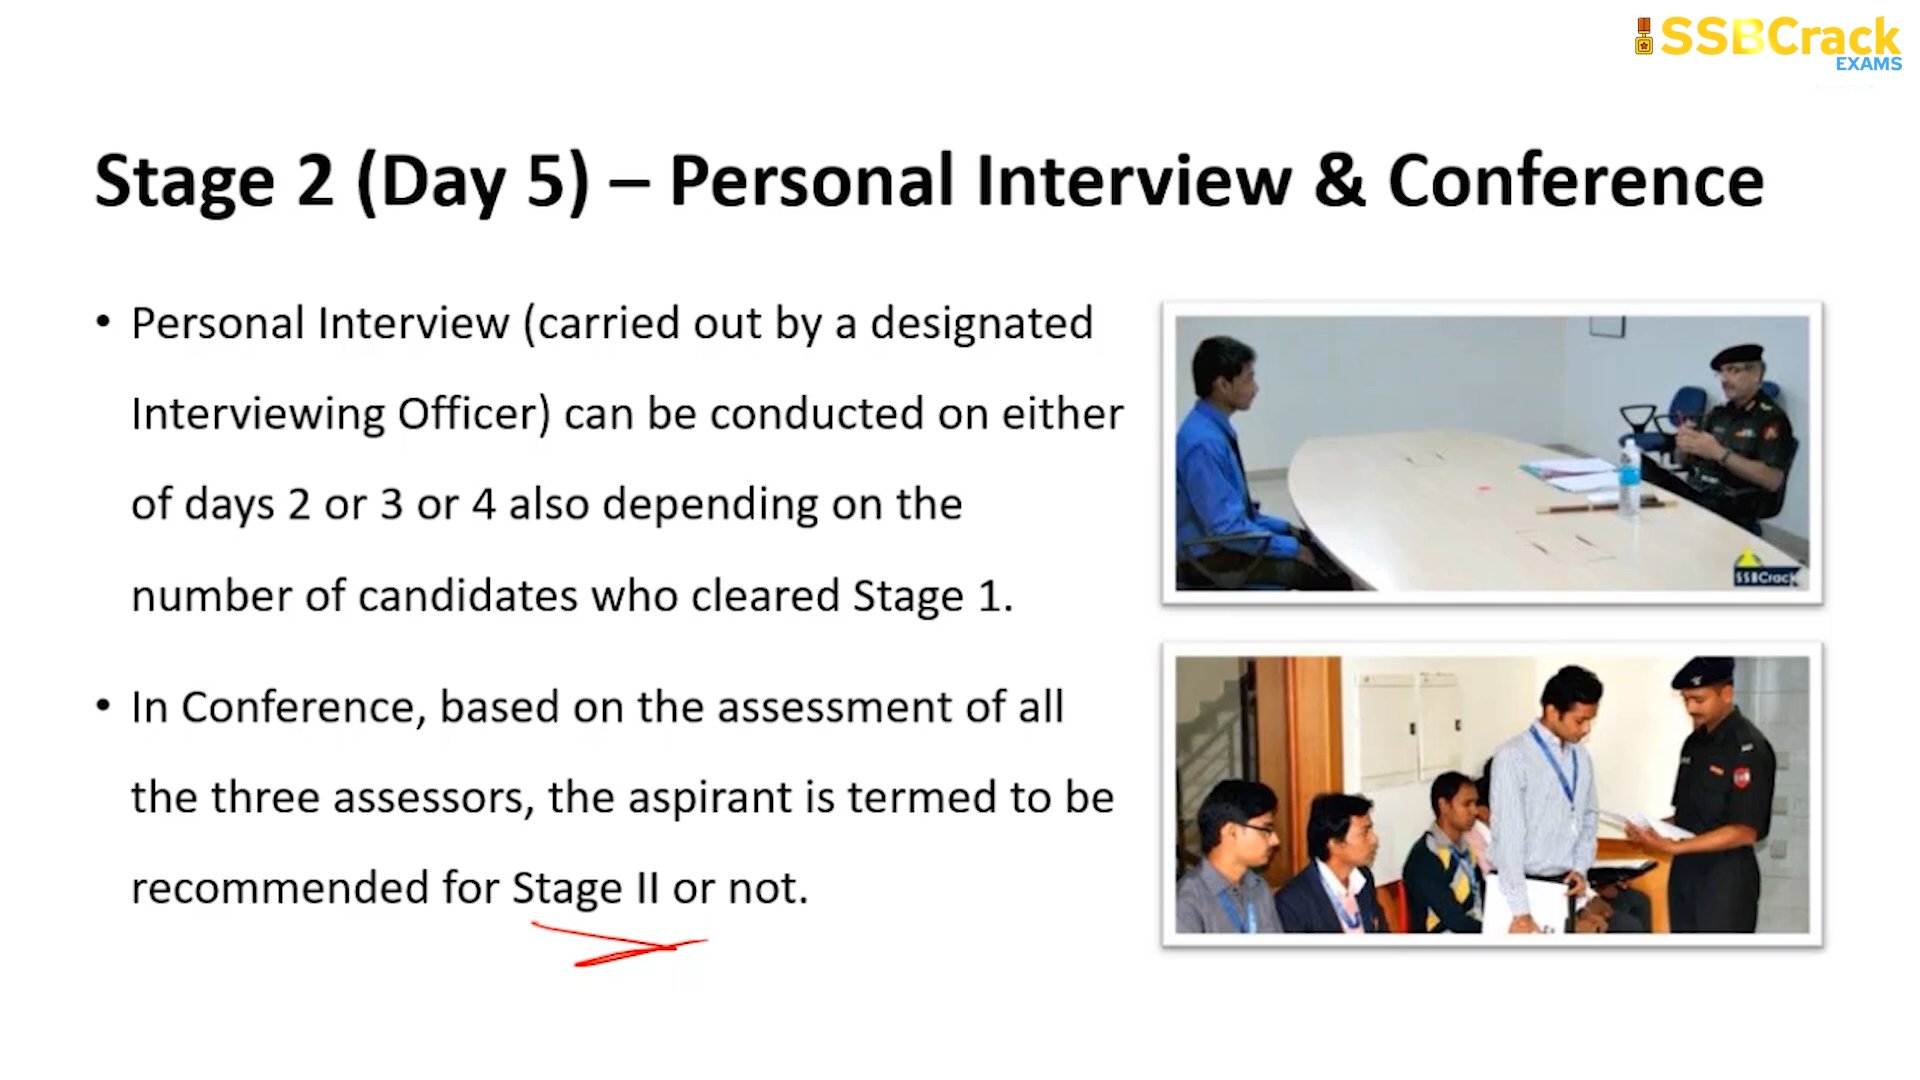 SSBCrack
EXAMS
Stage 2 (Day 5) – Personal Interview & Conference
• Personal Interview (carried out by a designated
Interviewing Officer) can be conducted on either
of days 2 or 3 or 4 also depending on the
number of candidates who cleared Stage 1.
• In Conference, based on the assessment of all
the three assessors, the aspirant is termed to be
recommended for Stage II or not.
SSBCrack